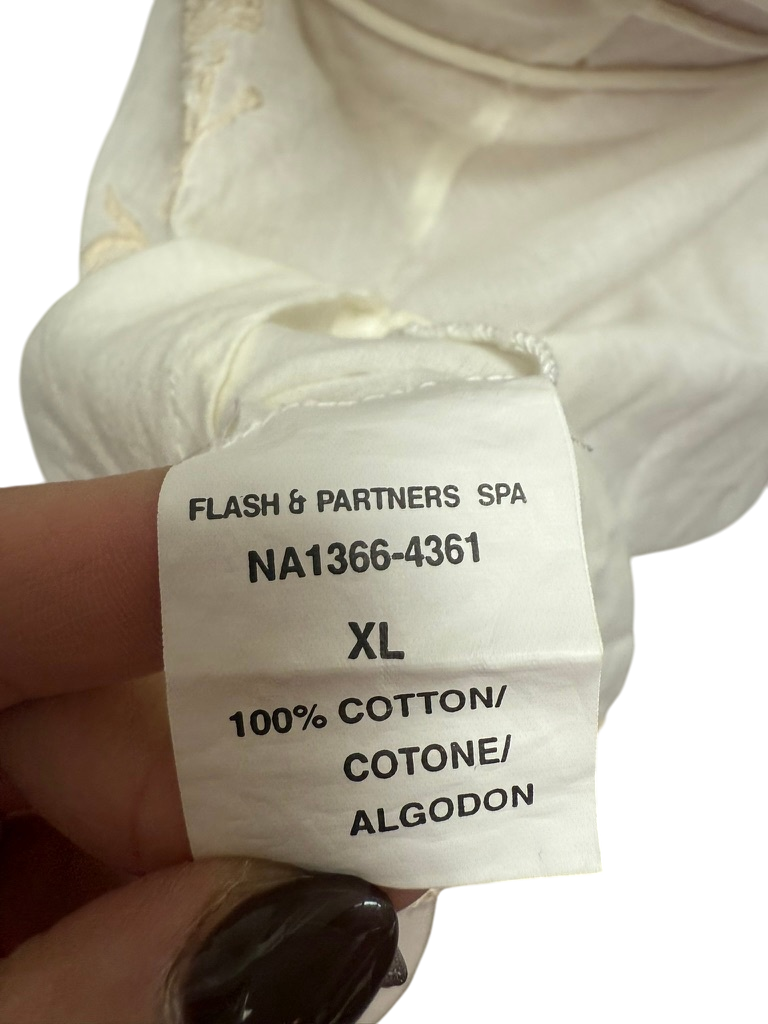 FLASH & PARTNERS SPA
NA1366-4361
XL
100% COTTON/
COTONE/
ALGODON